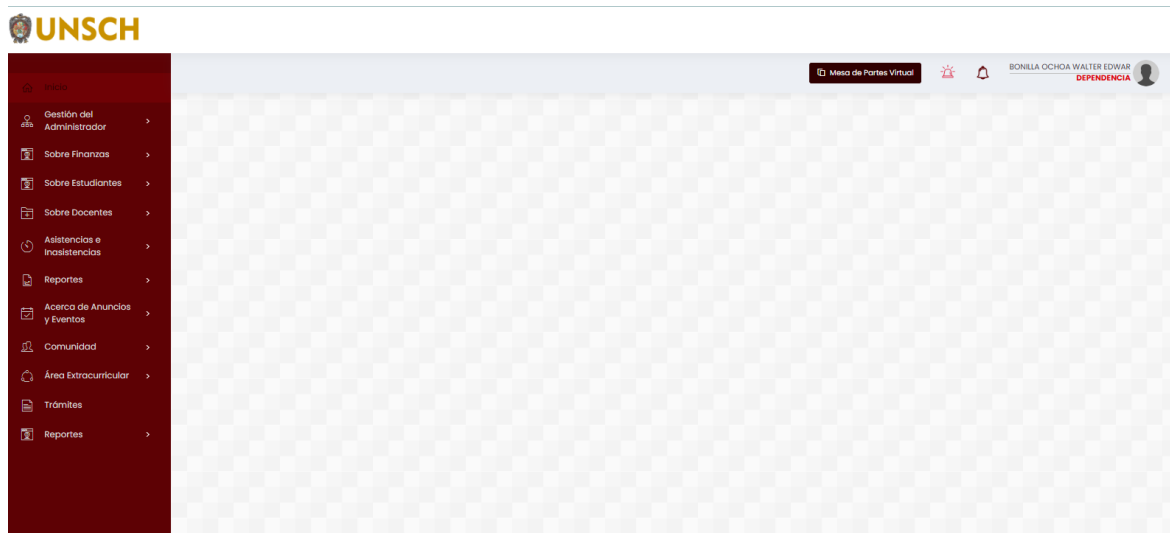 UNSCH
Mesa de Partes Virtual
BONILLA OCHOA WALTER EDWAR
DEPENDENCIA
Inicio
Gestión del
Administrador
Sobre Finanzas
Sobre Estudiantes
Sobre Docentes
Asistencias e
Inasistencias
Reportes
Acerca de Anuncios
y Eventos
Comunidad
Área Extracurricular
Trámites
Reportes